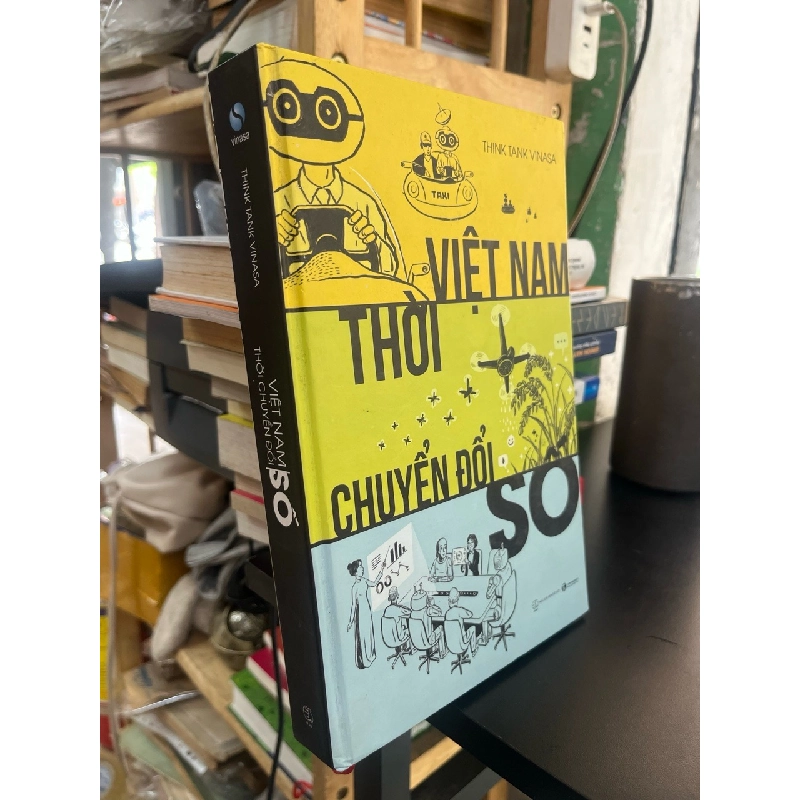 vinasa
THINK TANK VINASA
VIỆT NAM
THỜI CHUYỂN ĐỔI
SỐ
THINK TANK VINASA
TAXI
VIỆT NAM
THỜI
CHUYỂN ĐỔI
SỐ